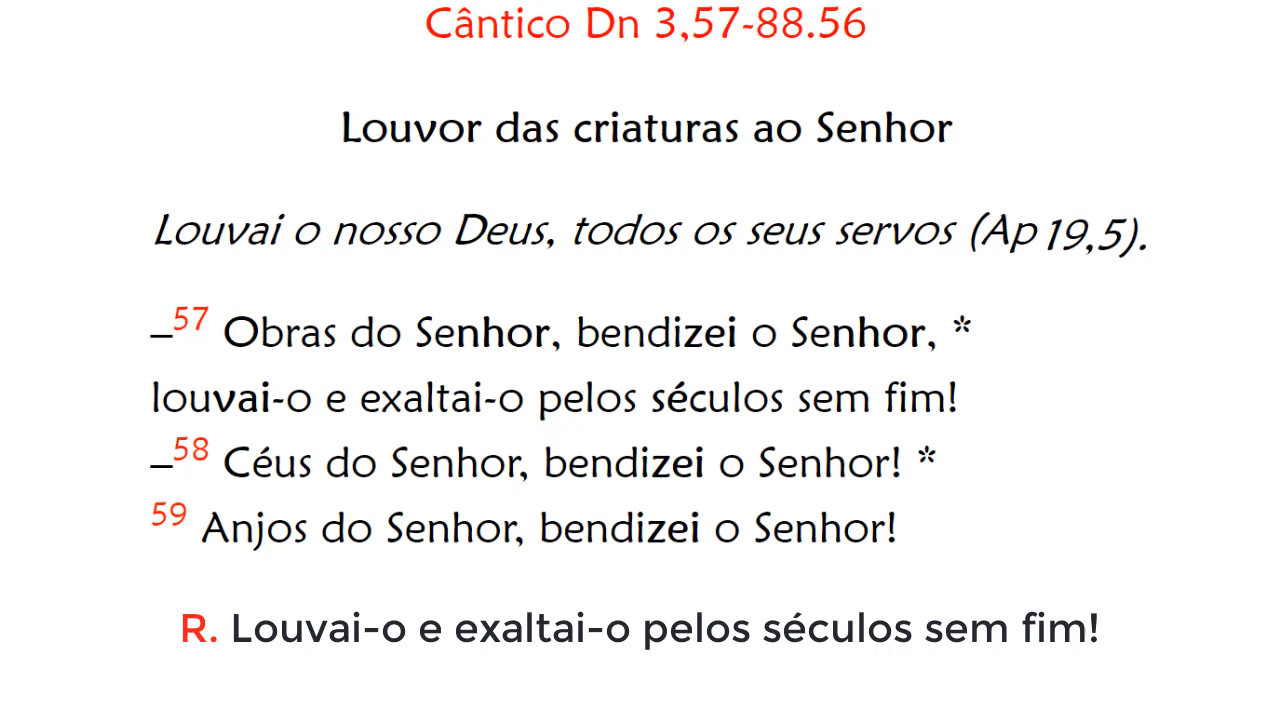 Cântico Dn 3,57-88.56
Louvor das criaturas ao Senhor
Louvai o nosso Deus, todos os seus servos (Ap 19,5).
–57 Obras do Senhor, bendizei o Senhor, *
louvai-o e exaltai-o pelos séculos sem fim!
–58 Céus do Senhor, bendizei o Senhor! *
59 Anjos do Senhor, bendizei o Senhor!
R. Louvai-o e exaltai-o pelos séculos sem fim!